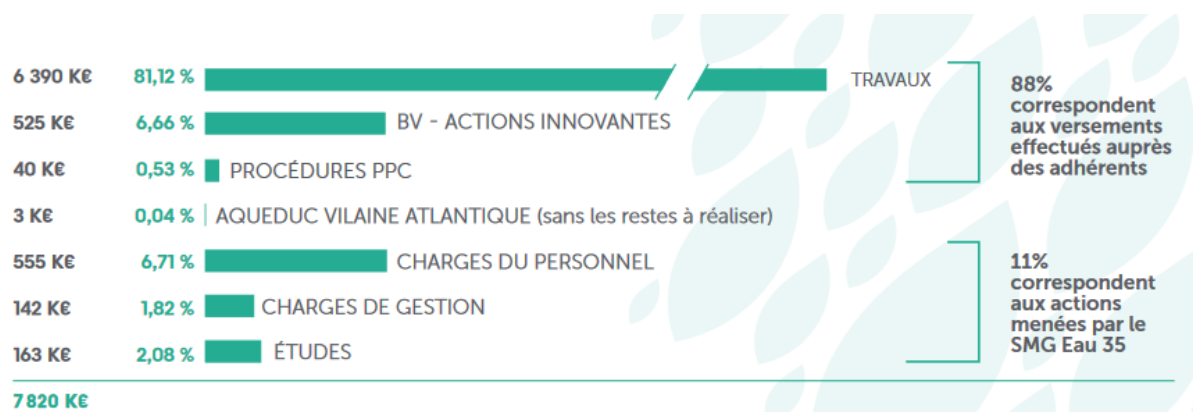 6 390 K€ 81,12 % TRAVAUX
525 K€ 6,66 % BV - ACTIONS INNOVANTES
40 K€ 0,53 % PROCÉDURES PPC
3 K€ 0,04 % AQUEDUC VILAINE ATLANTIQUE (sans les restes à réaliser)
555 K€ 6,71 % CHARGES DU PERSONNEL
142 K€ 1,82 % CHARGES DE GESTION
163 K€ 2,08 % ÉTUDES
7 820 K€
88%
correspondent
aux versements
effectués auprès
des adhérents
11%
correspondent
aux actions
menées par le
SMG Eau 35